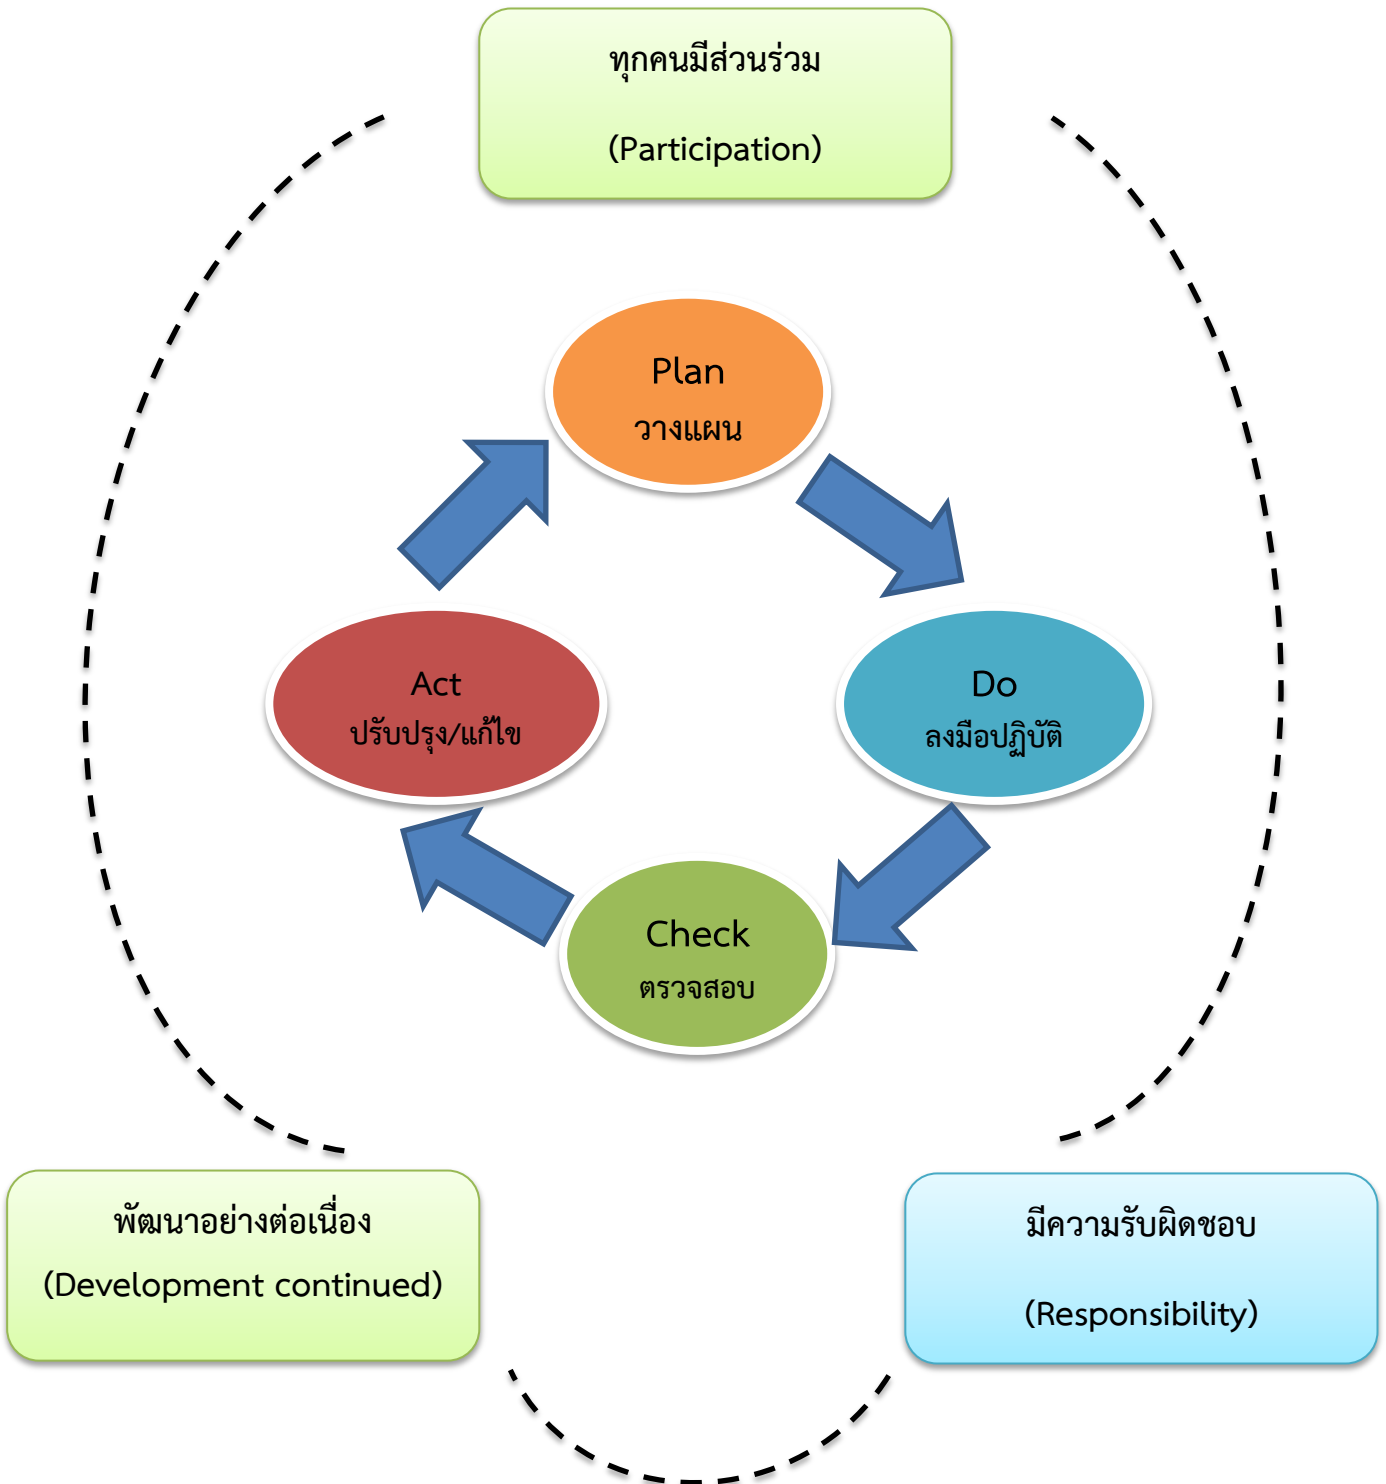 ทุกคนมีส่วนร่วม
(Participation)
Plan
วางแผน
Act
ปรับปรุง/แก้ไข
Do
ลงมือปฏิบัติ
Check
ตรวจสอบ
พัฒนาอย่างต่อเนื่อง
(Development continued)
มีความรับผิดชอบ
(Responsibility)